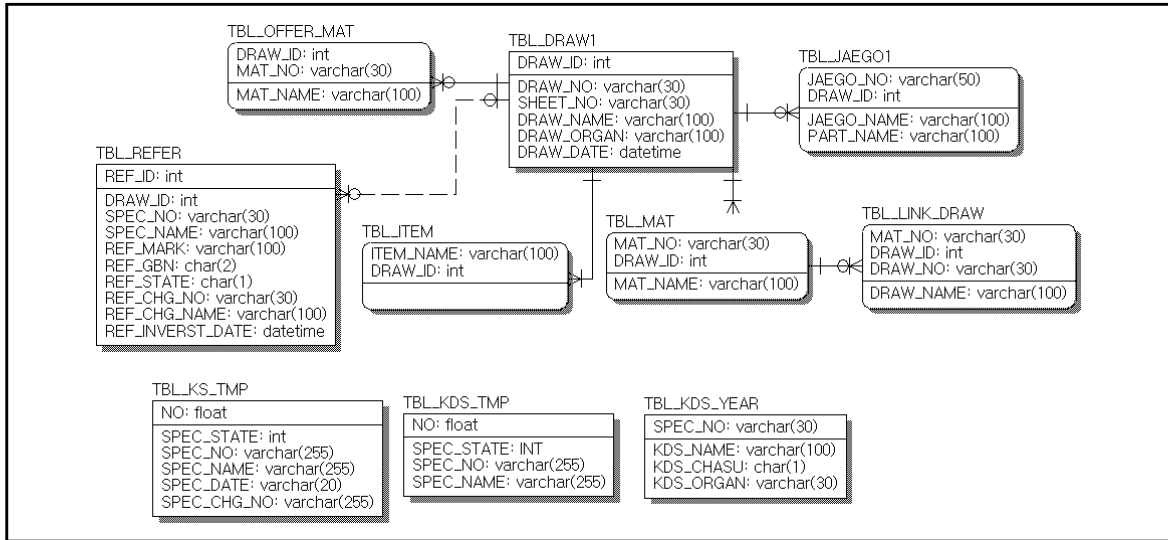 TBL_OFFER_MAT
DRAW_ID: int
MAT_NO: varchar(30)
MAT_NAME: varchar(100)
TBL_DRAW1
DRAW_ID: int
DRAW_NO: varchar(30)
SHEET_NO: varchar(30)
DRAW_NAME: varchar(100)
DRAW_ORGAN: varchar(100)
DRAW_DATE: datetime
TBL_JAEGO1
JAEGO_NO: varchar(50)
DRAW_ID: int
JAEGO_NAME: varchar(100)
PART_NAME: varchar(100)
TBL_REFER
REF_ID: int
DRAW_ID: int
SPEC_NO: varchar(30)
SPEC_NAME: varchar(100)
REF_MARK: varchar(100)
REF_GBN: char(2)
REF_STATE: char(1)
REF_CHG_NO: varchar(30)
REF_CHG_NAME: varchar(100)
REF_INVERST_DATE: datetime
TBL_ITEM
ITEM_NAME: varchar(100)
DRAW_ID: int
TBL_MAT
MAT_NO: varchar(30)
DRAW_ID: int
MAT_NAME: varchar(100)
TBL_LINK_DRAW
MAT_NO: varchar(30)
DRAW_ID: int
DRAW_NO: varchar(30)
DRAW_NAME: varchar(100)
TBL_KS_TMP
NO: float
SPEC_STATE: int
SPEC_NO: varchar(255)
SPEC_NAME: varchar(255)
SPEC_DATE: varchar(20)
SPEC_CHG_NO: varchar(255)
TBL_KDS_TMP
NO: float
SPEC_STATE: INT
SPEC_NO: varchar(255)
SPEC_NAME: varchar(255)
TBL_KDS_YEAR
SPEC_NO: varchar(30)
KDS_NAME: varchar(100)
KDS_CHASU: char(1)
KDS_ORGAN: varchar(30)